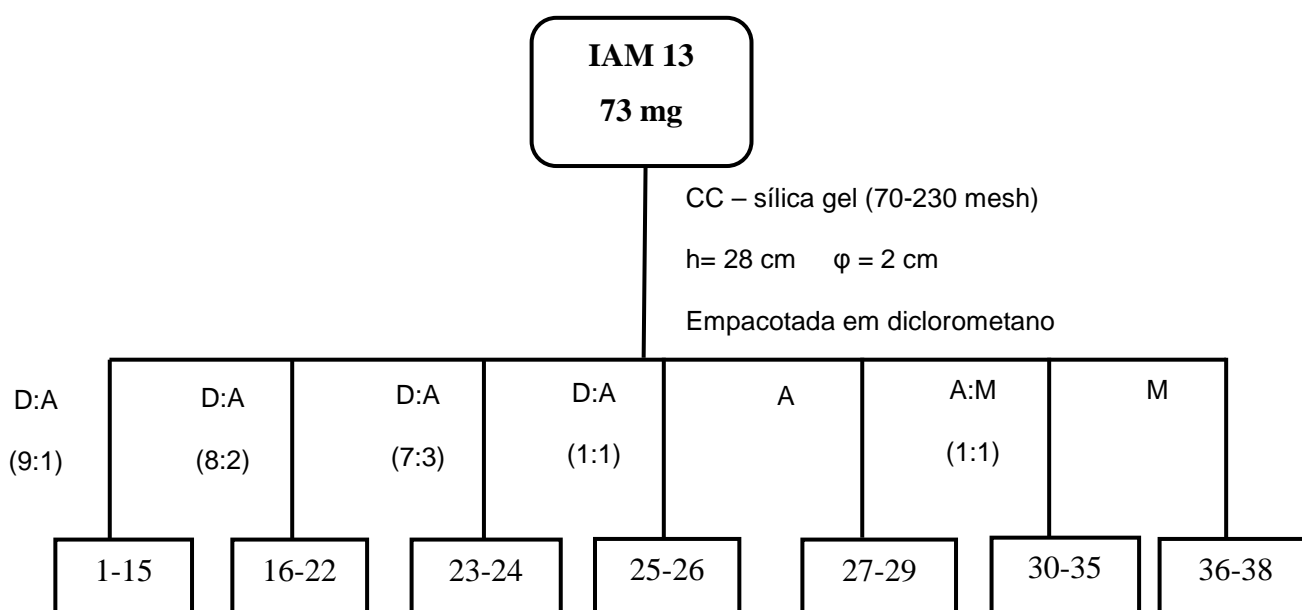 IAM 13
73 mg
CC – sílica gel (70-230 mesh)
h= 28 cm φ = 2 cm
Empacotada em diclorometano
D:A
(9:1)
D:A
(8:2)
D:A
(7:3)
D:A
(1:1)
A
A:M
(1:1)
M
1-15
16-22
23-24
25-26
27-29
30-35
36-38